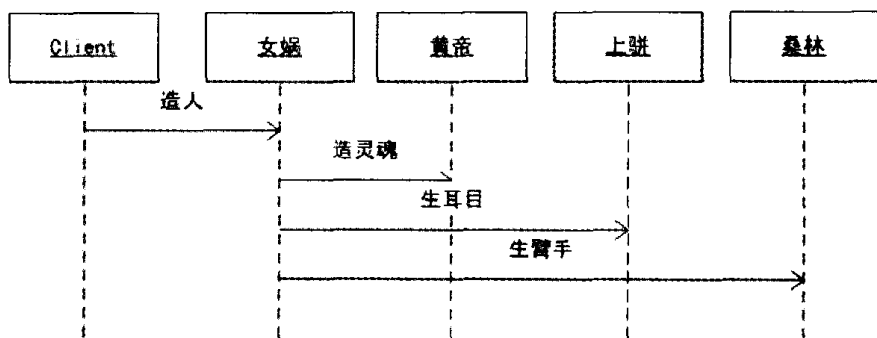 Client
女娲
黄帝
上骈
桑林
造人
造灵魂
生耳目
生臂手